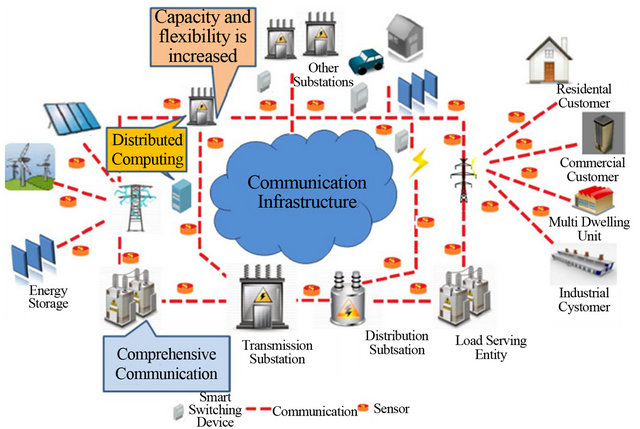 Capacity and
flexibility is
increased
Other
Substations
Residental
Customer
Distributed
Computing
Commercial
Customer
Communication
Infrastructure
Multi Dwelling
Unit
Energy
Storage
Industrial
Cystomer
Comprehensive
Communication
Transmission
Substation
Distribution
Subtsation
Load Serving
Entity
Smart
Switching
Device
Communication
Sensor